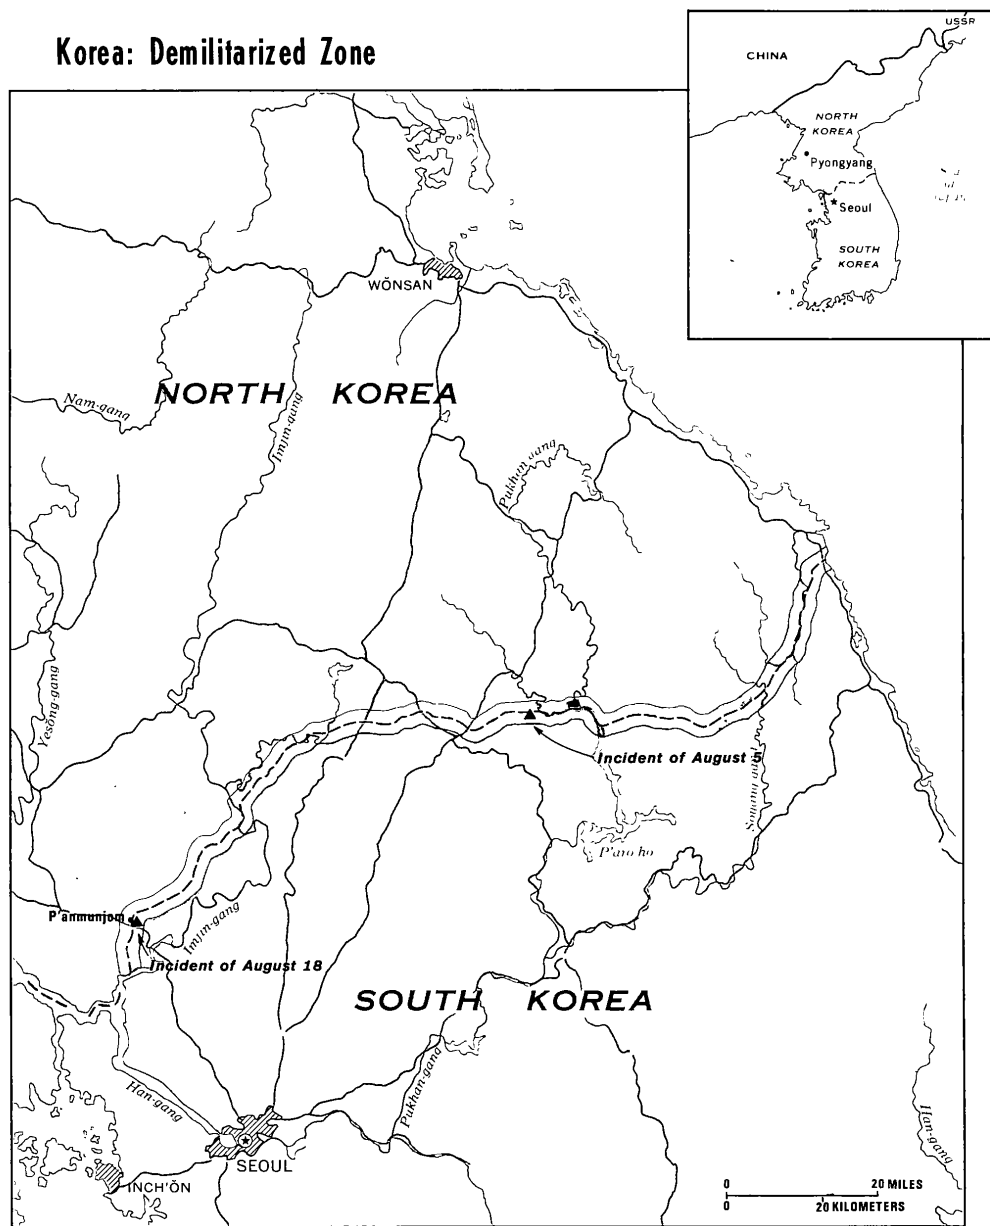 Korea: Demilitarized Zone
USSR
CHINA
NORTH
KOREA
Pyongyang
Seoul
SOUTH
KOREA
WŎNSAN
NORTH KOREA
Nam-gang
Imjin-gang
Pukhan-gang
Yesŏng-gang
Incident of August 5
P'aro ho
P'anmunjom
Imjin-gang
Incident of August 18
SOUTH KOREA
Han-gang
Pukhan-gang
Han-gang
SEOUL
INCH'ŎN
0 20 MILES
0 20 KILOMETERS